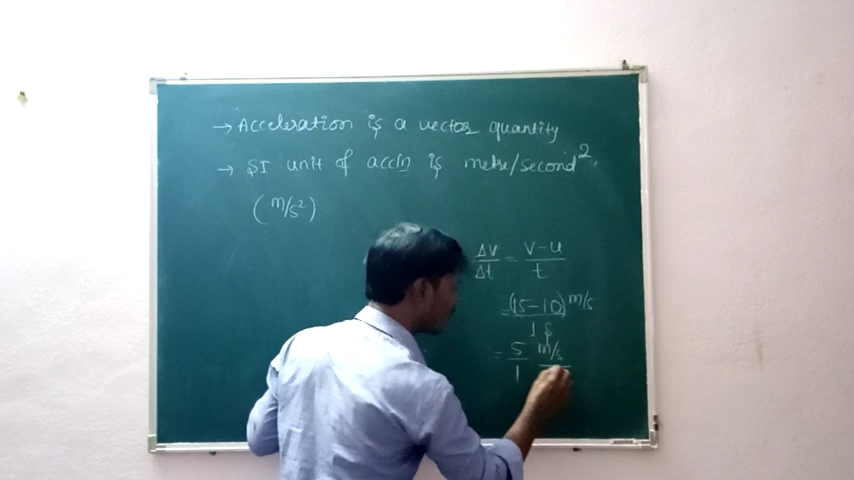 → Acceleration is a vector quantity
→ SI unit of accln is metre/second².
(m/s²)
Δv/Δt = v-u/t
= (15-10) m/s / 1 s
= 5/1 m/s